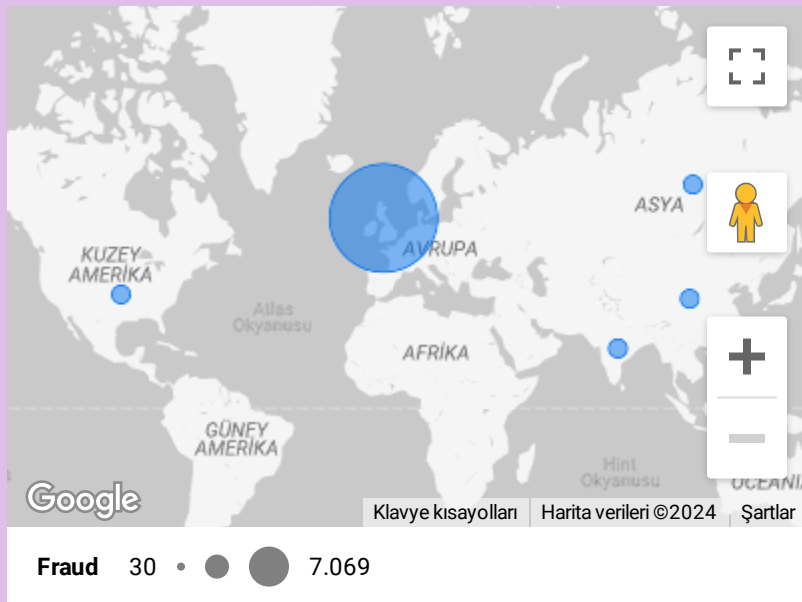 ASYA
AVRUPA
KUZEY
AMERİKA
Atlas
Okyanusu
AFRİKA
GÜNEY
AMERİKA
Hint
Okyanusu
Google
Klavye kısayolları Harita verileri ©2024 Şartlar
Fraud 30 7.069